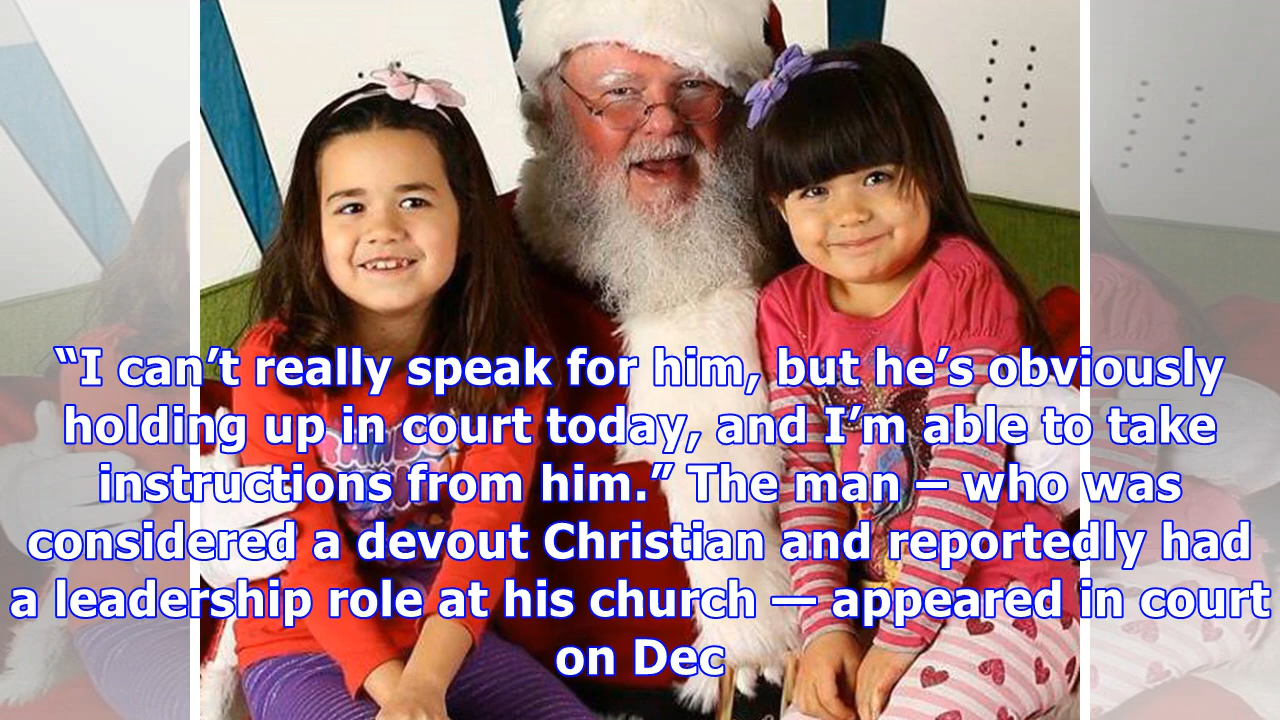 “I can’t really speak for him, but he’s obviously
holding up in court today, and I’m able to take
instructions from him.” The man – who was
considered a devout Christian and reportedly had
a leadership role at his church — appeared in court
on Dec